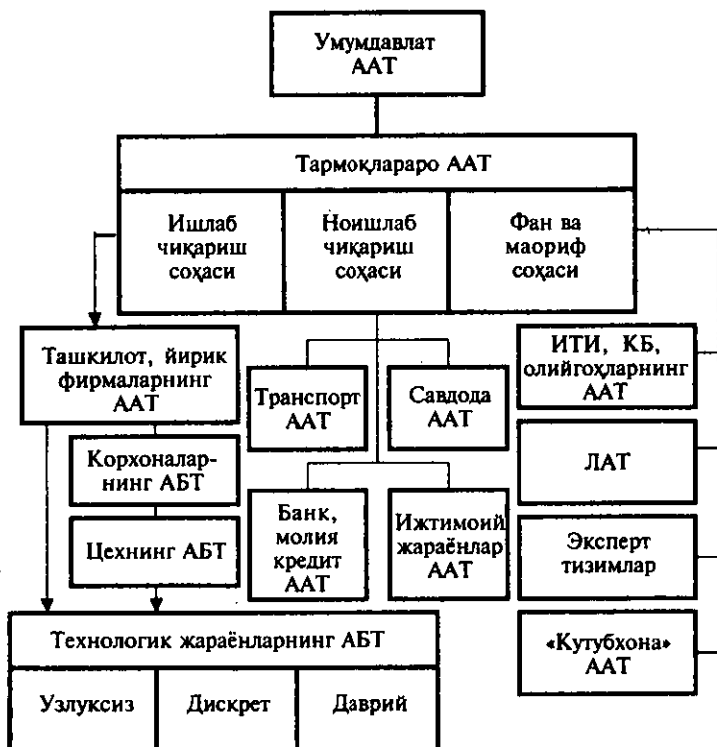 Умумдавлат
ААТ
Тармоқлараро ААТ
Ишлаб
чиқариш
соҳаси
Ноишлаб
чиқариш
соҳаси
Фан ва
маориф
соҳаси
Ташкилот, йирик
фирмаларнинг
ААТ
Корхоналар-
нинг АБТ
Цехнинг АБТ
Транспорт
ААТ
Савдода
ААТ
Банк,
молия
кредит
ААТ
Ижтимоий
жараёнлар
ААТ
ИТИ, КБ,
олийгоҳларнинг
ААТ
ЛАТ
Эксперт
тизимлар
«Кутубхона»
ААТ
Технологик жараёнларнинг АБТ
Узлуксиз
Дискрет
Даврий